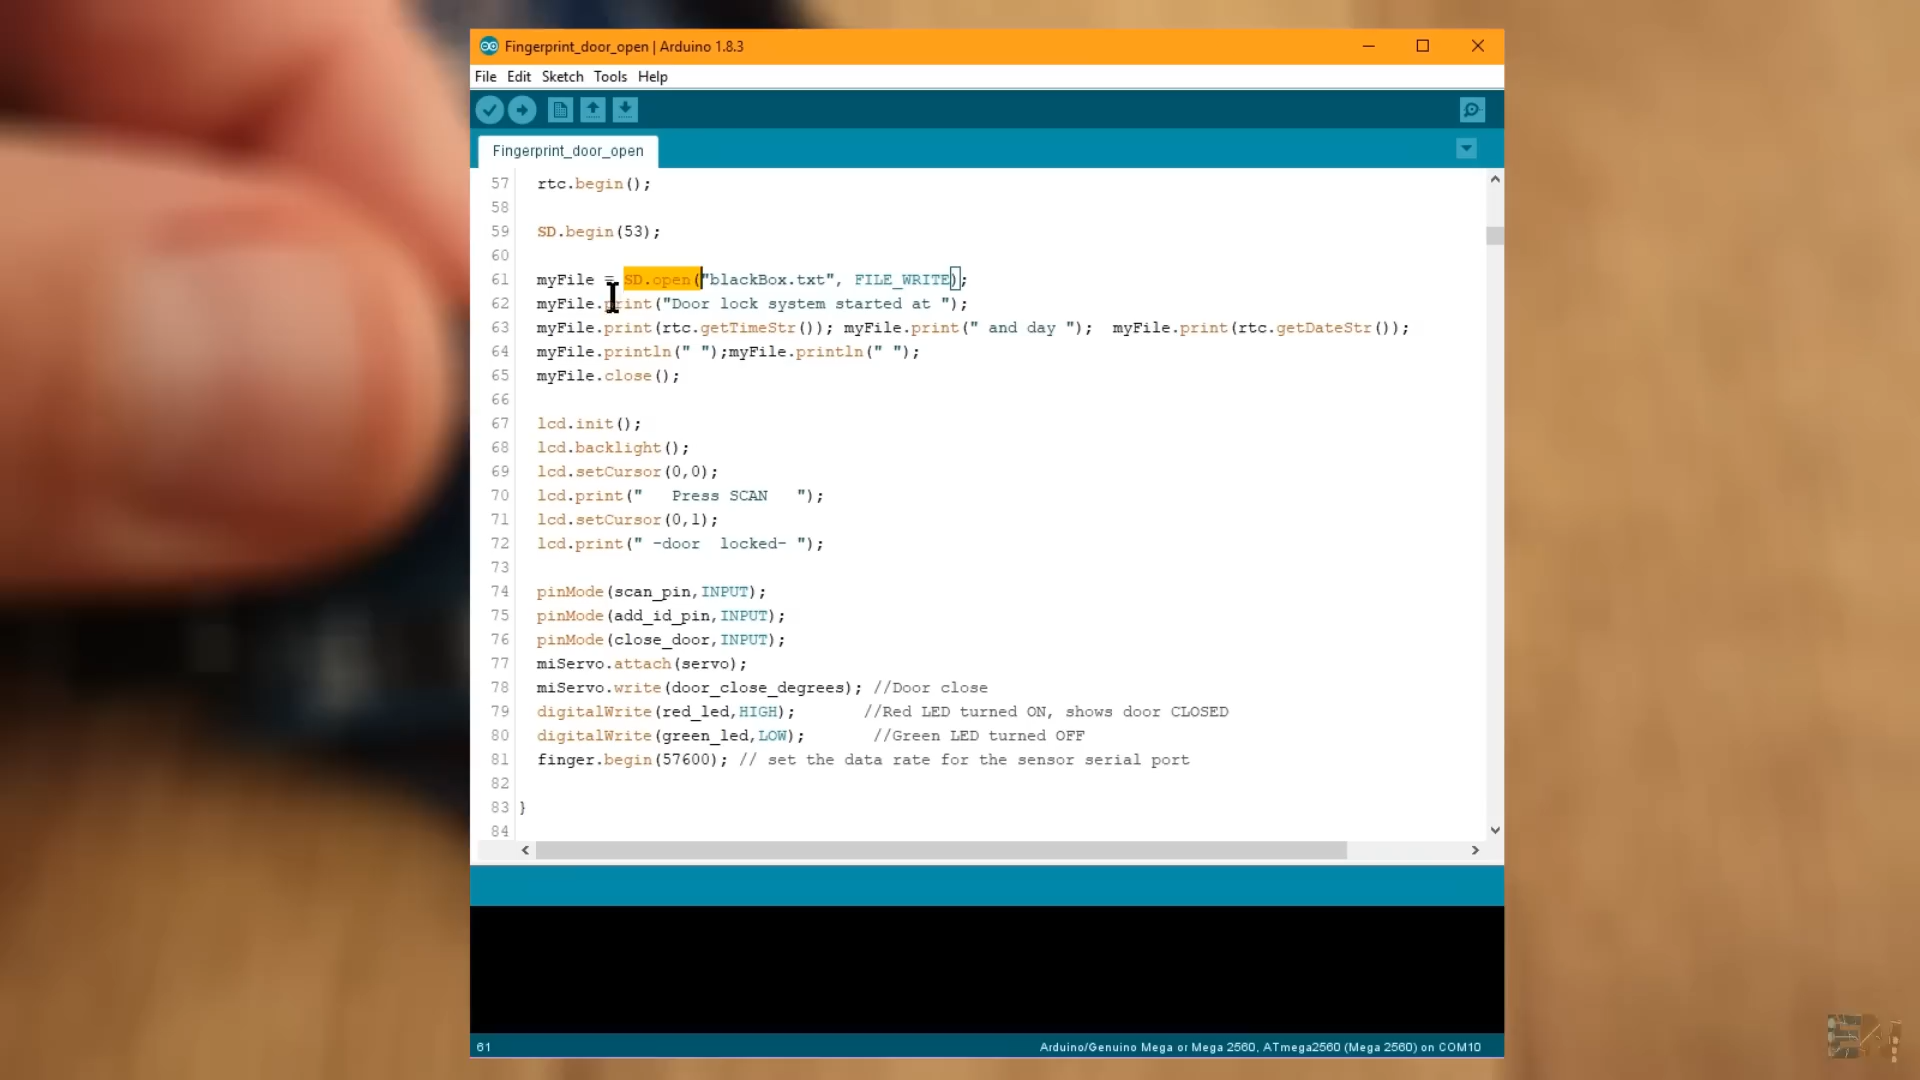 Fingerprint_door_open | Arduino 1.8.3
File Edit Sketch Tools Help
Fingerprint_door_open
57 rtc.begin();
58
59 SD.begin(53);
60
61 myFile = SD.open("blackBox.txt", FILE_WRITE);
62 myFile.print("Door lock system started at ");
63 myFile.print(rtc.getTimeStr()); myFile.print(" and day ");  myFile.print(rtc.getDateStr());
64 myFile.println(" ");myFile.println(" ");
65 myFile.close();
66
67 lcd.init();
68 lcd.backlight();
69 lcd.setCursor(0,0);
70 lcd.print("   Press SCAN   ");
71 lcd.setCursor(0,1);
72 lcd.print(" -door  locked- ");
73
74 pinMode(scan_pin,INPUT);
75 pinMode(add_id_pin,INPUT);
76 pinMode(close_door,INPUT);
77 miServo.attach(servo);
78 miServo.write(door_close_degrees); //Door close
79 digitalWrite(red_led,HIGH);       //Red LED turned ON, shows door CLOSED
80 digitalWrite(green_led,LOW);       //Green LED turned OFF
81 finger.begin(57600); // set the data rate for the sensor serial port
82
83 }
84
61 Arduino/Genuino Mega or Mega 2560, ATmega2560 (Mega 2560) on COM10